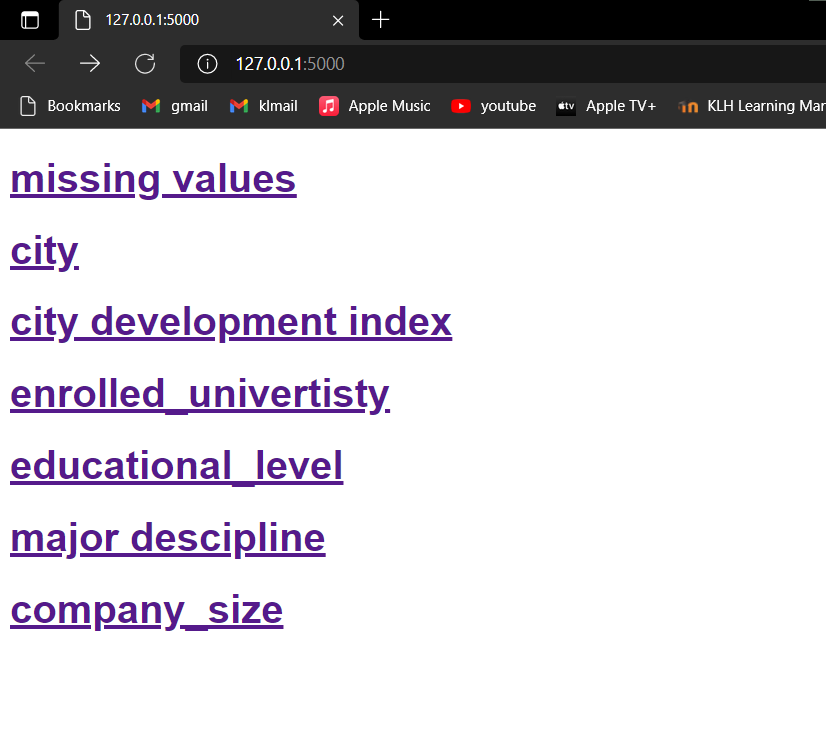 127.0.0.1:5000
127.0.0.1:5000
Bookmarks gmail klmail Apple Music youtube tv Apple TV+ KLH Learning Mar
missing values
city
city development index
enrolled_univertisty
educational_level
major descipline
company_size